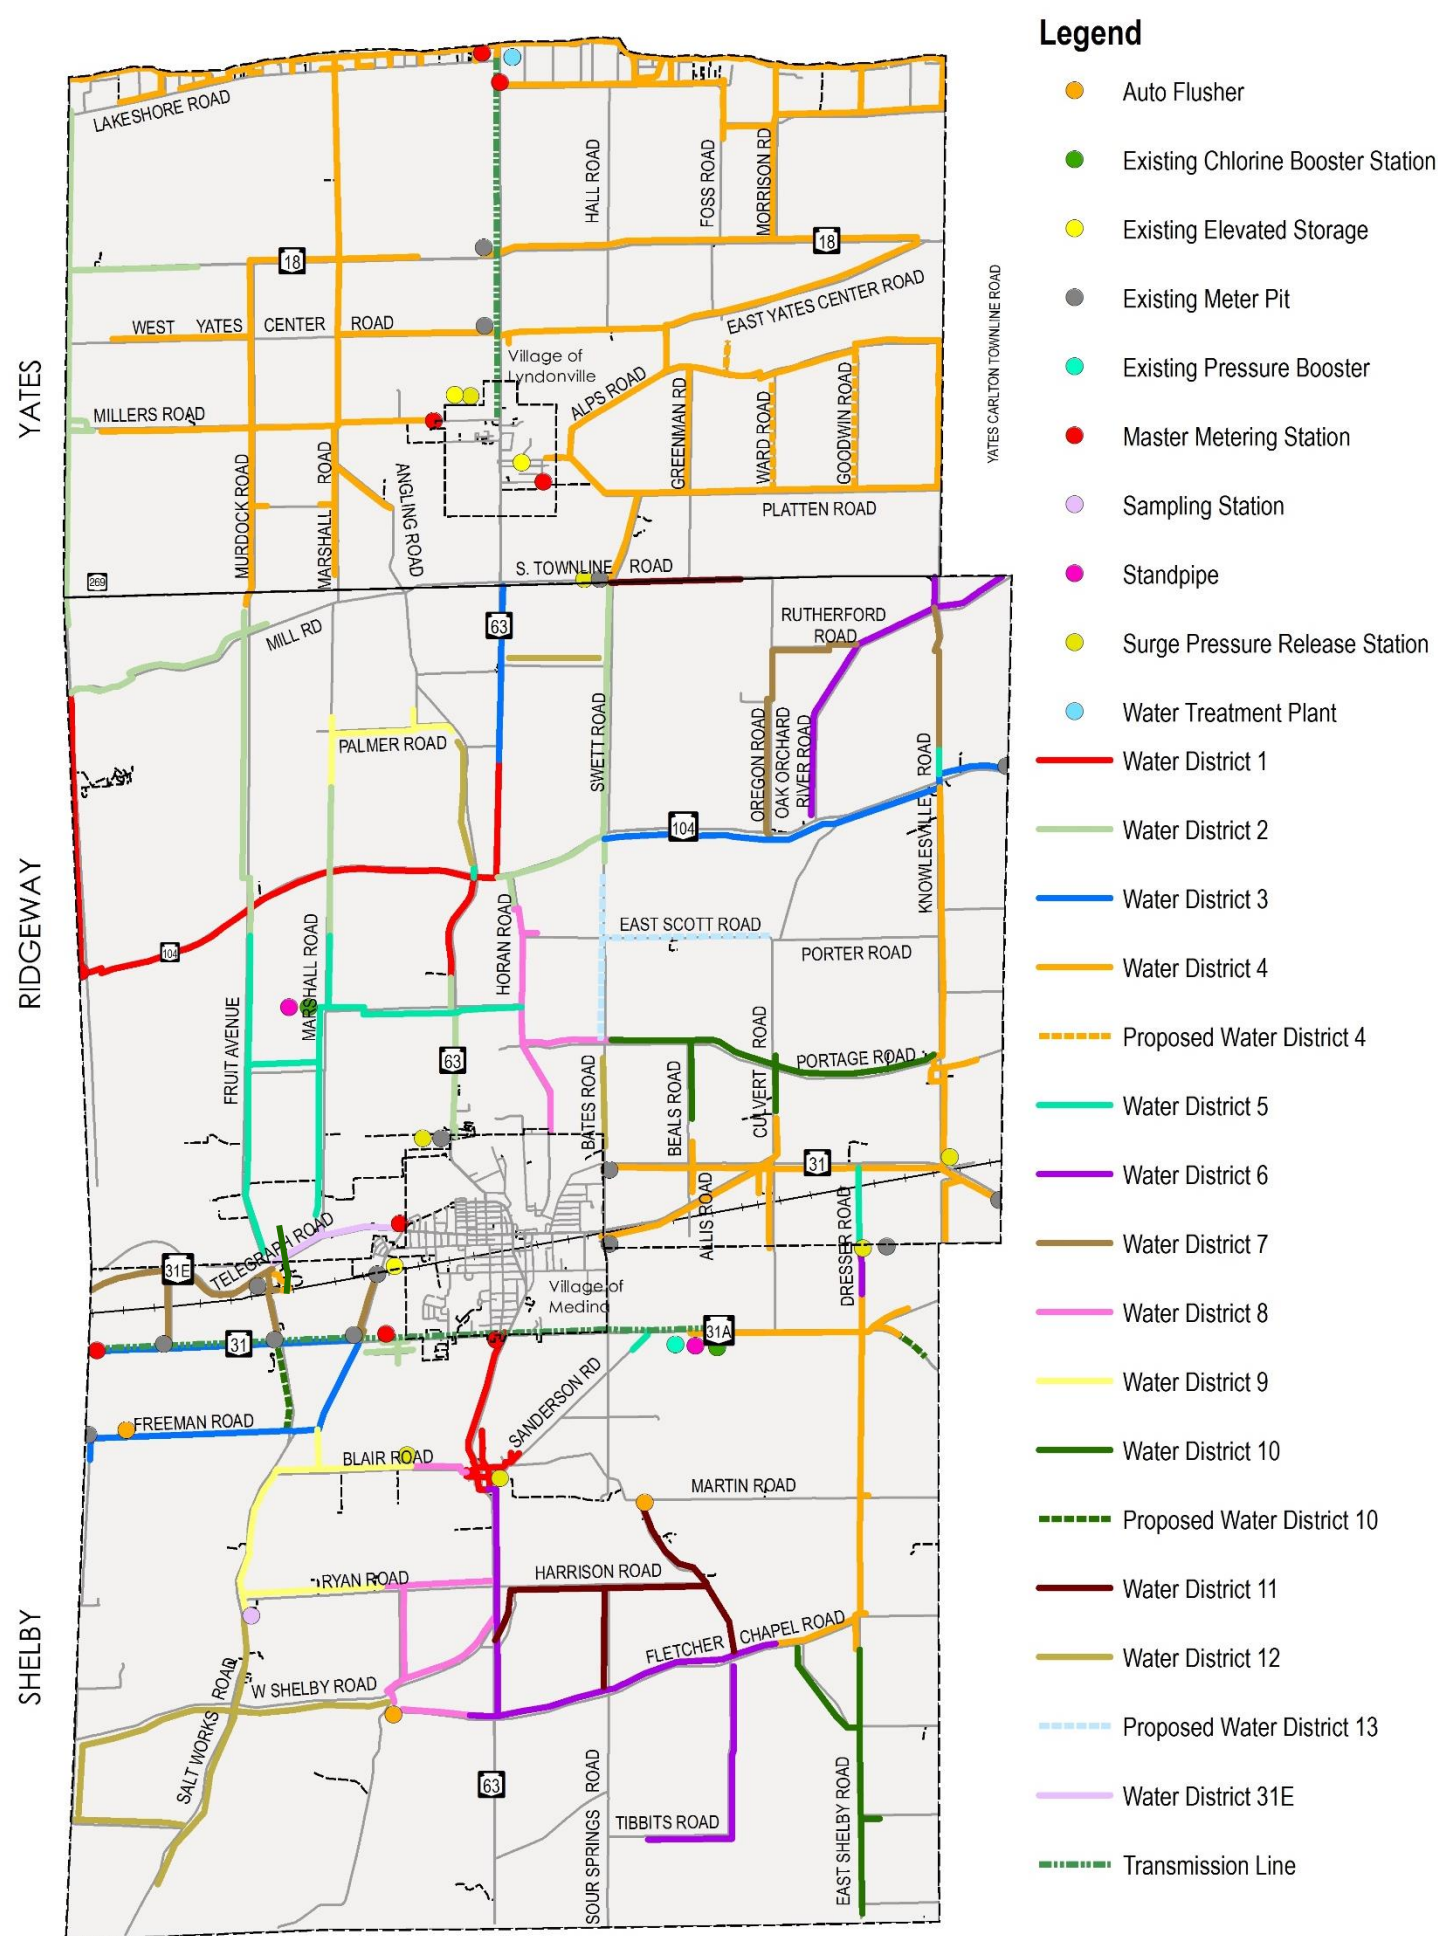 Legend
Auto Flusher
Existing Chlorine Booster Station
Existing Elevated Storage
Existing Meter Pit
Existing Pressure Booster
Master Metering Station
Sampling Station
Standpipe
Surge Pressure Release Station
Water Treatment Plant
Water District 1
Water District 2
Water District 3
Water District 4
Proposed Water District 4
Water District 5
Water District 6
Water District 7
Water District 8
Water District 9
Water District 10
Proposed Water District 10
Water District 11
Water District 12
Proposed Water District 13
Water District 31E
Transmission Line
YATES
LAKESHORE ROAD
HALL ROAD
FOSS ROAD
MORRISON RD
18
18
EAST YATES CENTER ROAD
YATES CARLTON TOWNLINE ROAD
WEST YATES CENTER ROAD
Village of
Lyndonville
ALPS ROAD
MILLERS ROAD
GREENMAN RD
WARD ROAD
GOODWIN ROAD
MURDOCK ROAD
MARSHALL ROAD
ANGLING ROAD
PLATTEN ROAD
269
S. TOWNLINE ROAD
RIDGEWAY
MILL RD
63
RUTHERFORD
ROAD
PALMER ROAD
SWETT ROAD
OREGON ROAD
OAK ORCHARD
RIVER ROAD
KNOWLESVILLE ROAD
104
104
HORAN ROAD
EAST SCOTT ROAD
PORTER ROAD
MARSHALL ROAD
FRUIT AVENUE
63
BATES ROAD
BEALS ROAD
CULVERT ROAD
PORTAGE ROAD
31
ALLIS ROAD
DRESSER ROAD
TELEGRAPH ROAD
31E
Village of
Medina
31
31A
SHELBY
FREEMAN ROAD
SANDERSON RD
BLAIR ROAD
MARTIN ROAD
RYAN ROAD
HARRISON ROAD
FLETCHER CHAPEL ROAD
W SHELBY ROAD
SALT WORKS ROAD
63
SOUR SPRINGS ROAD
TIBBITS ROAD
EAST SHELBY ROAD